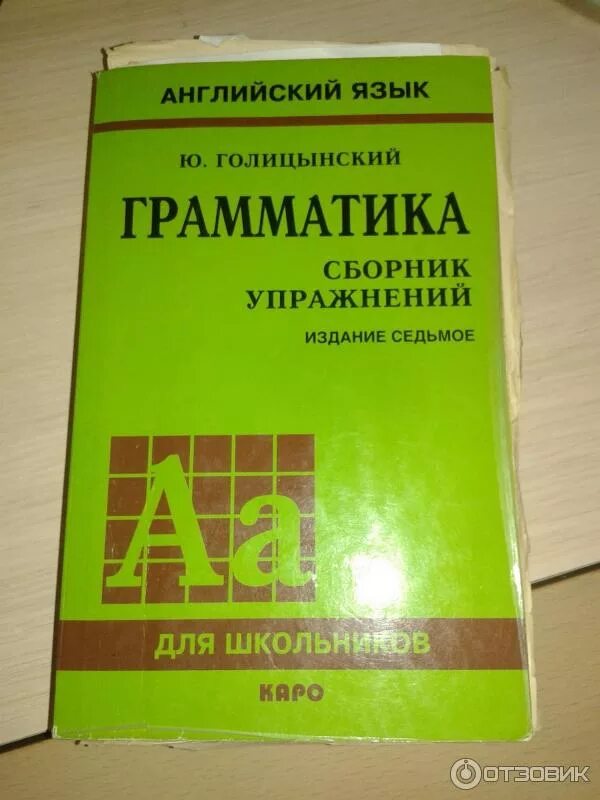 АНГЛИЙСКИЙ ЯЗЫК
Ю. ГОЛИЦЫНСКИЙ
ГРАММАТИКА
СБОРНИК
УПРАЖНЕНИЙ
ИЗДАНИЕ СЕДЬМОЕ
Аа
ДЛЯ ШКОЛЬНИКОВ
КАРО
ОТЗОВИК